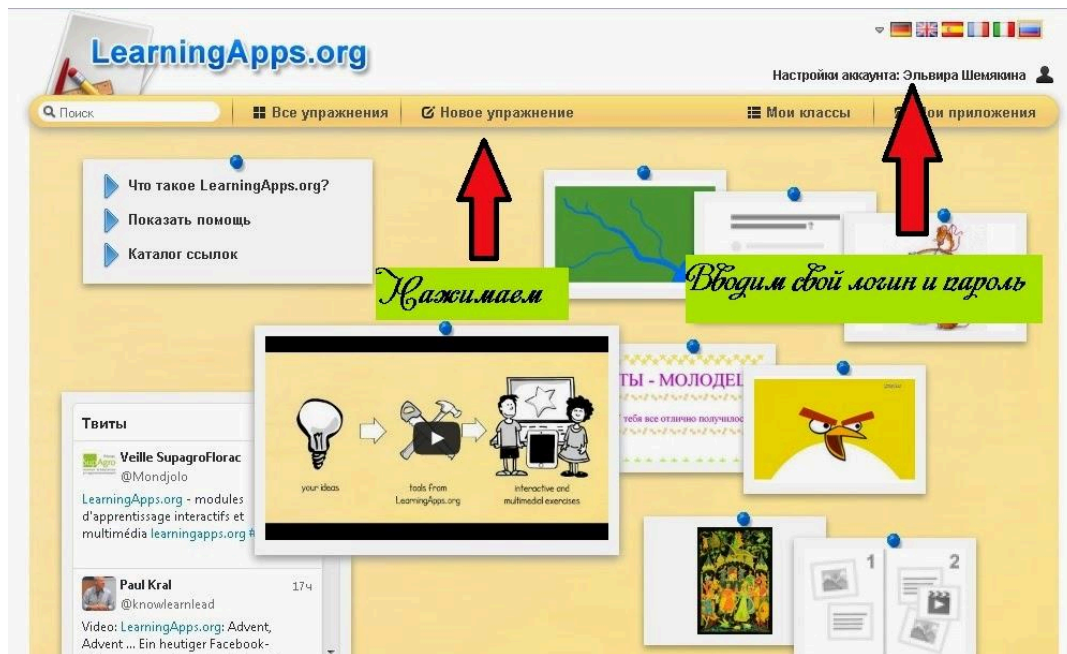 LearningApps.org
Настройки аккаунта: Эльвира Шемякина
Поиск
Все упражнения
Новое упражнение
Мои классы
Мои приложения
Что такое LearningApps.org?
Показать помощь
Каталог ссылок
?
Нажимаем
Вводим свой логин и пароль
your ideas
tools from
LearningApps.org
interactive and
multimedial exercises
ТЫ - МОЛОДЕЦ
тебя все отлично получилос
Твиты
Veille SupagroFlorac
@Mondjolo
LearningApps.org - modules
d'apprentissage interactifs et
multimédia learningapps.org #
Paul Kral
17ч
@knowlearnlead
Video: LearningApps.org: Advent,
Advent ... Ein heutiger Facebook-
1
2